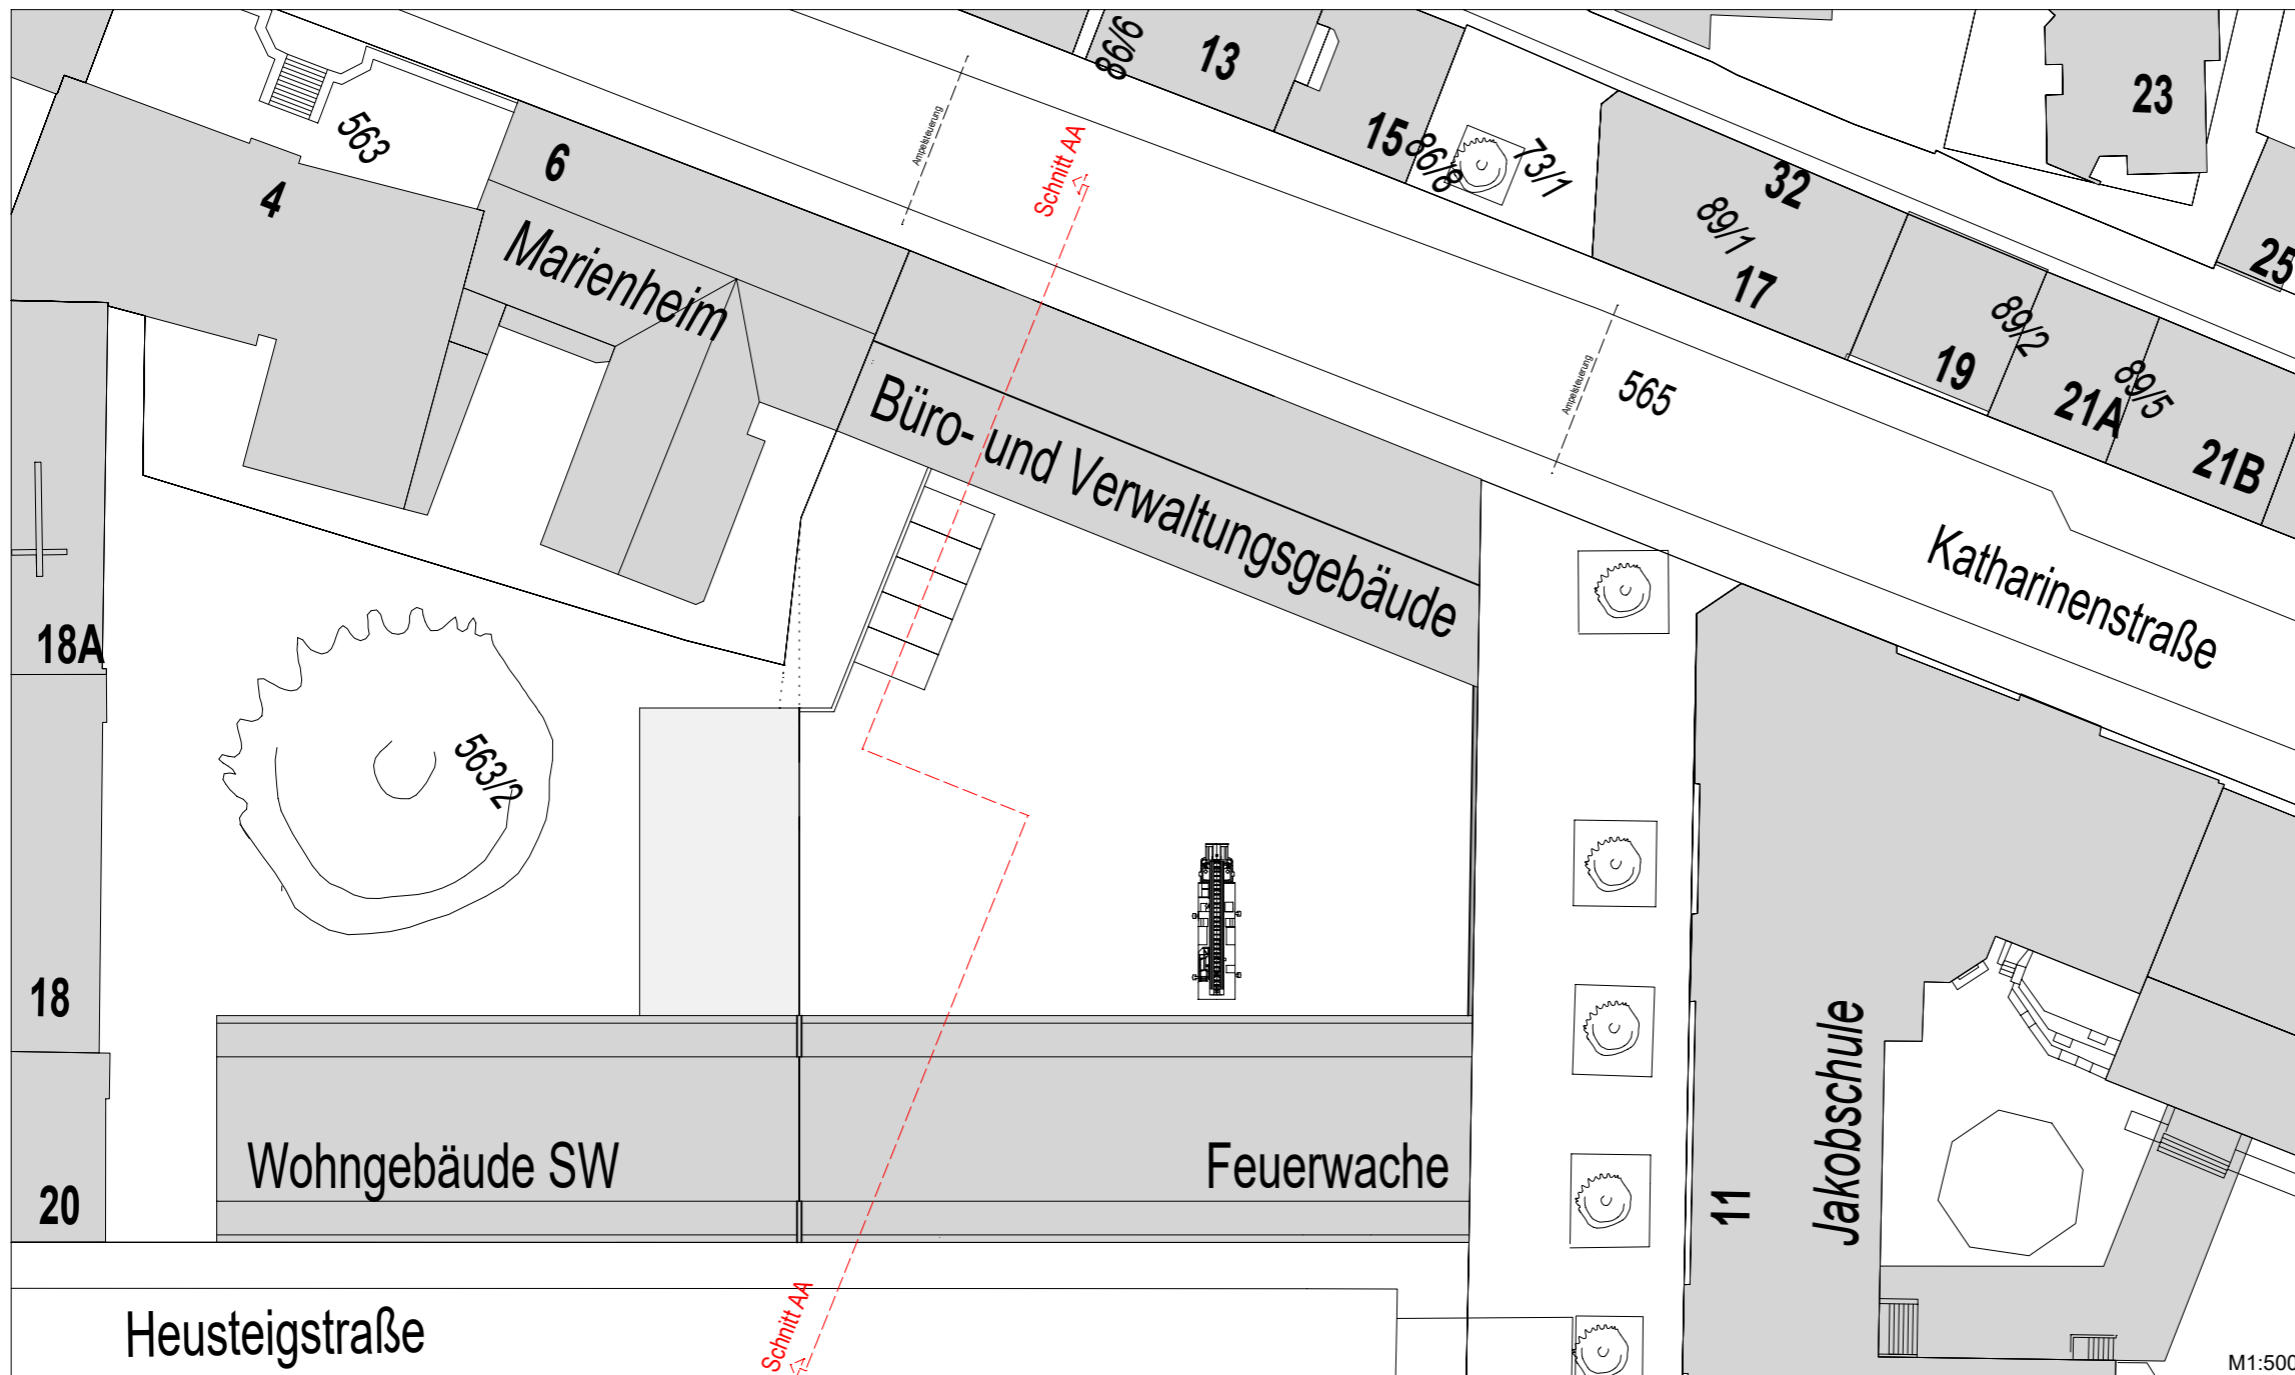 86/6
13
15
86/8
73/1
23
32
89/1
17
25
89/2
19
89/5
21A
21B
563
4
6
Marienheim
Ampelsteuerung
Schnitt AA
Büro- und Verwaltungsgebäude
Ampelsteuerung
565
Katharinenstraße
18A
563/2
18
20
Wohngebäude SW
Feuerwache
11
Jakobschule
Heusteigstraße
Schnitt AA
M1:500